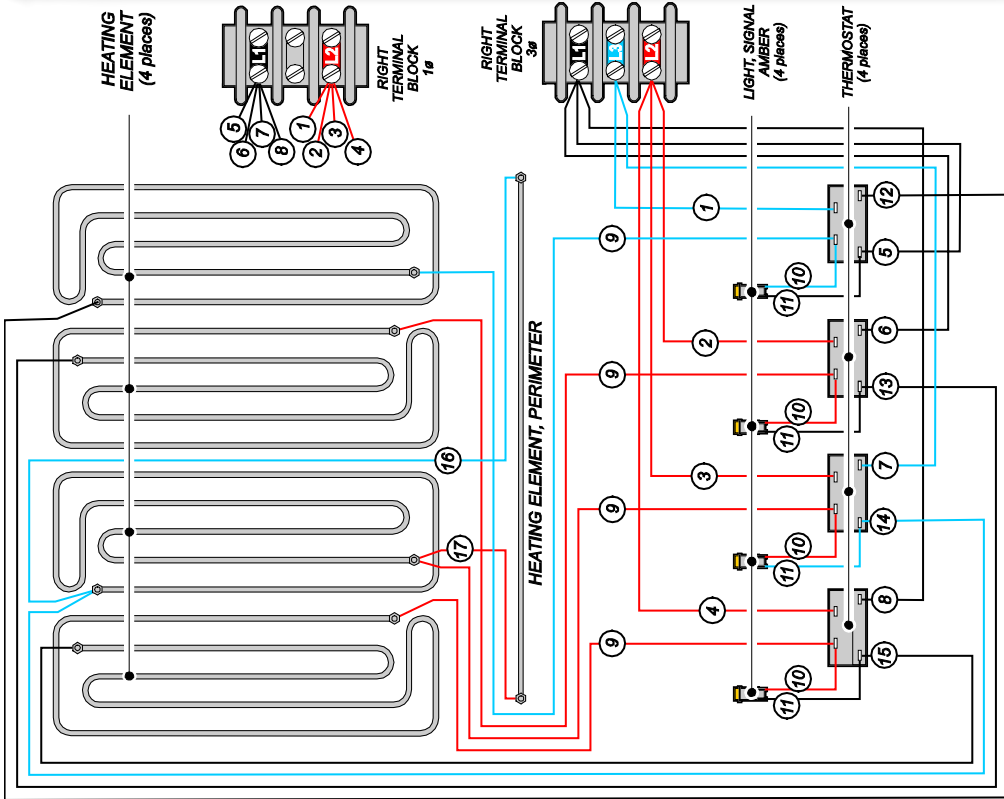 HEATING
ELEMENT
(4 places)
L1
L2
RIGHT
TERMINAL
BLOCK
1ø
5
6
7
8
1
2
3
4
RIGHT
TERMINAL
BLOCK
3ø
L1
L3
L2
LIGHT, SIGNAL
AMBER
(4 places)
THERMOSTAT
(4 places)
HEATING ELEMENT, PERIMETER
1
9
12
5
10
11
2
9
6
13
10
11
16
3
9
7
14
10
11
17
4
9
8
15
10
11